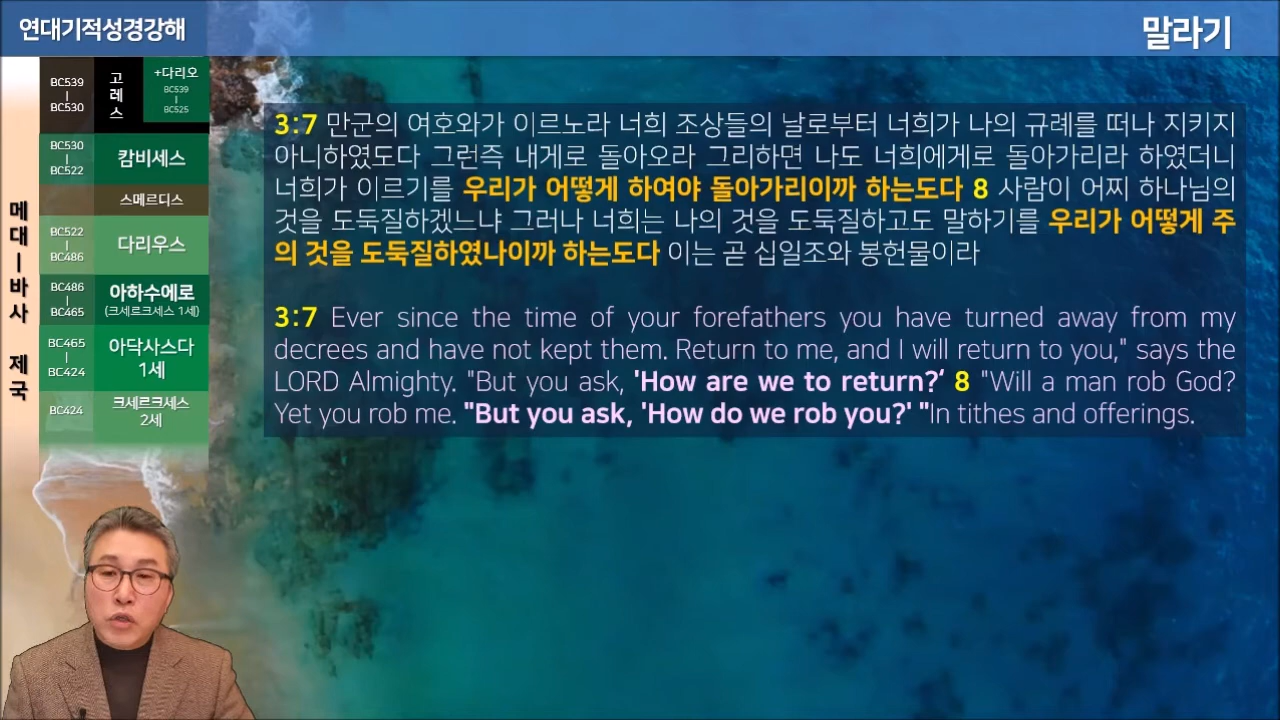 연대기적성경강해
말라기
BC539
|
BC530
고
레
스
+다리오
BC539
|
BC525
BC530
|
BC522
캄비세스
스메르디스
BC522
|
BC486
다리우스
BC486
|
BC465
아하수에로
(크세르크세스 1세)
BC465
|
BC424
아닥사스다
1세
BC424
크세르크세스
2세
메
대
|
바
사
제
국
3:7 만군의 여호와가 이르노라 너희 조상들의 날로부터 너희가 나의 규례를 떠나 지키지
아니하였도다 그런즉 내게로 돌아오라 그리하면 나도 너희에게로 돌아가리라 하였더니
너희가 이르기를 우리가 어떻게 하여야 돌아가리이까 하는도다 8 사람이 어찌 하나님의
것을 도둑질하겠느냐 그러나 너희는 나의 것을 도둑질하고도 말하기를 우리가 어떻게 주
의 것을 도둑질하였나이까 하는도다 이는 곧 십일조와 봉헌물이라
3:7 Ever since the time of your forefathers you have turned away from my
decrees and have not kept them. Return to me, and I will return to you," says the
LORD Almighty. "But you ask, 'How are we to return?‘ 8 "Will a man rob God?
Yet you rob me. "But you ask, 'How do we rob you?' "In tithes and offerings.